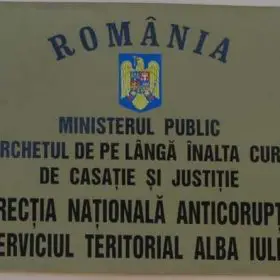 ROMÂNIA
MINISTERUL PUBLIC
RCHETUL DE PE LÂNGĂ ÎNALTA CUR
DE CASAȚIE ȘI JUSTIȚIE
RECȚIA NAȚIONALĂ ANTICORUPȚ
ERVICIUL TERITORIAL ALBA IULI